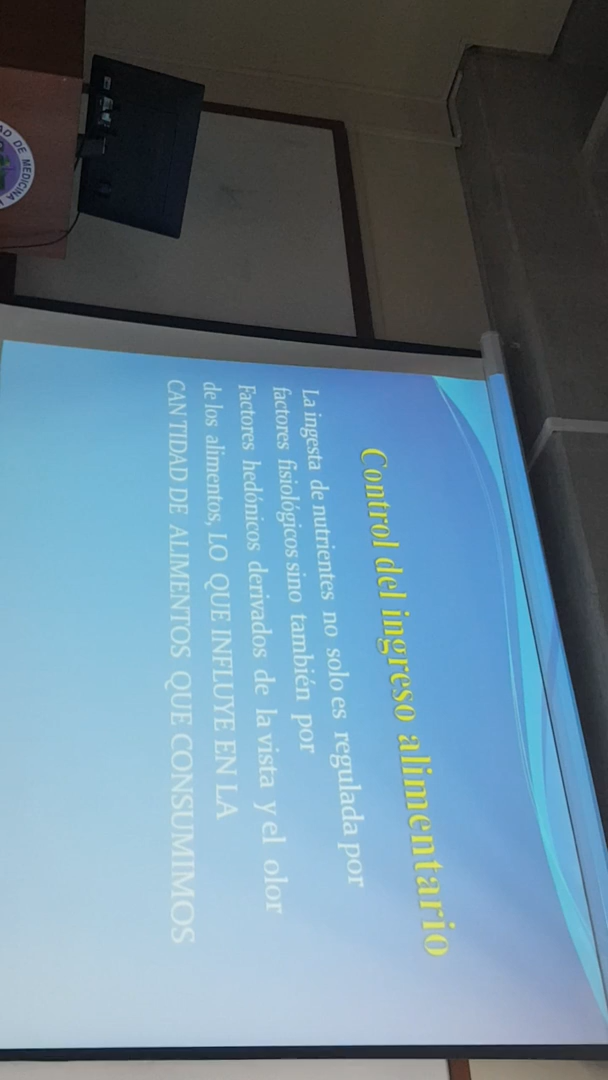 Control del ingreso alimentario
La ingesta de nutrientes no solo es regulada por
factores fisiológicos sino también por
Factores hedónicos derivados de la vista y el olor
de los alimentos, LO QUE INFLUYE EN LA
CANTIDAD DE ALIMENTOS QUE CONSUMIMOS
DE MEDICINA